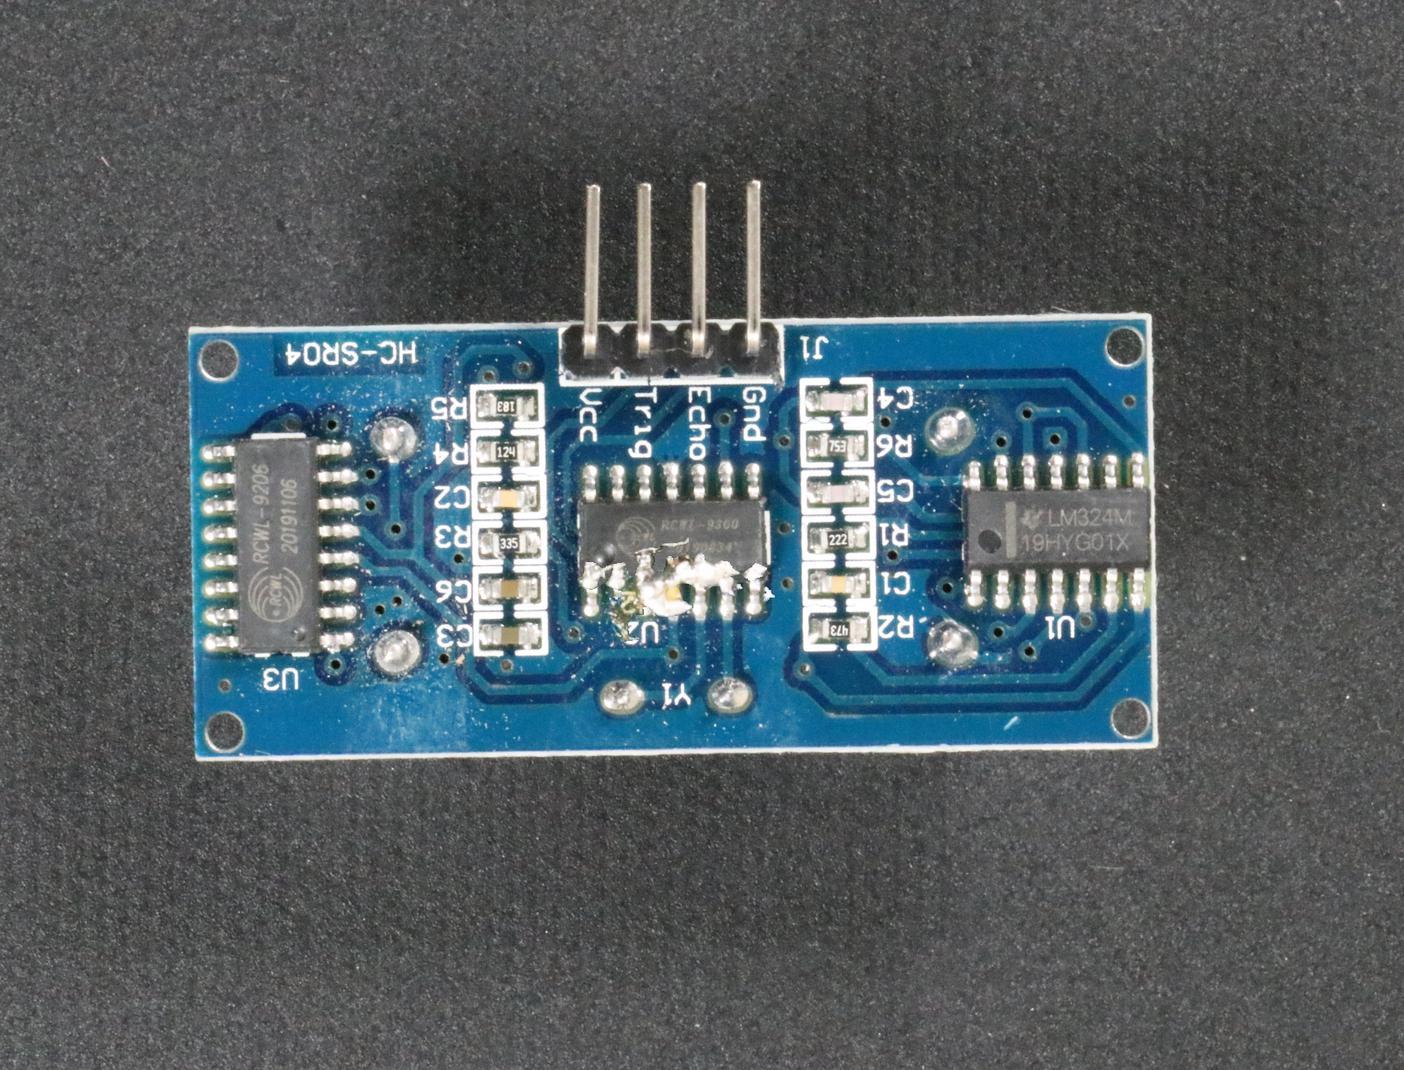 HC-SR04
J1
Vcc
Trig
Echo
Gnd
R5
183
R4
124
C2
R3
335
C6
C3
C4
R6
753
C5
R1
222
C1
R2
473
RCWL-9206
20191106
RCWL
U3
RCWL-9300
U2
Y1
LM324M
19HYG01X
U1